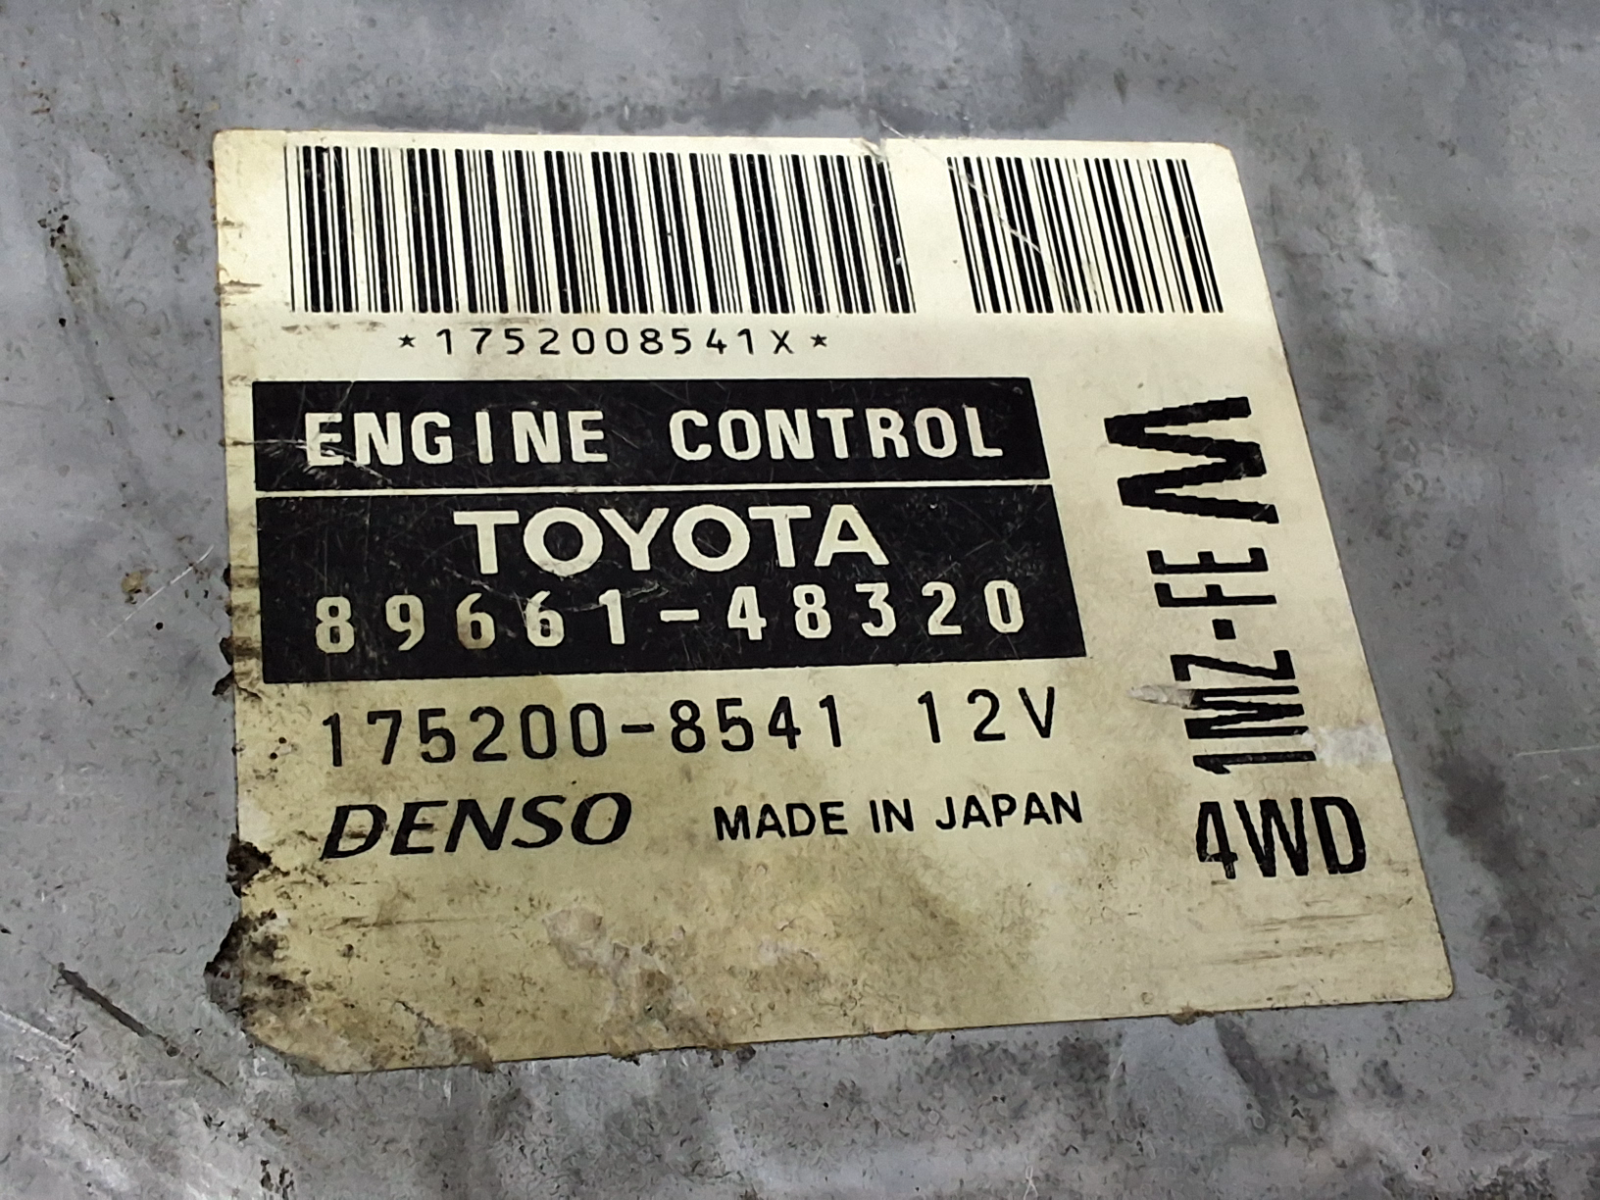 *1752008541X*
ENGINE CONTROL
TOYOTA
89661-48320
175200-8541 12V
DENSO MADE IN JAPAN
1MZ-FE M
4WD